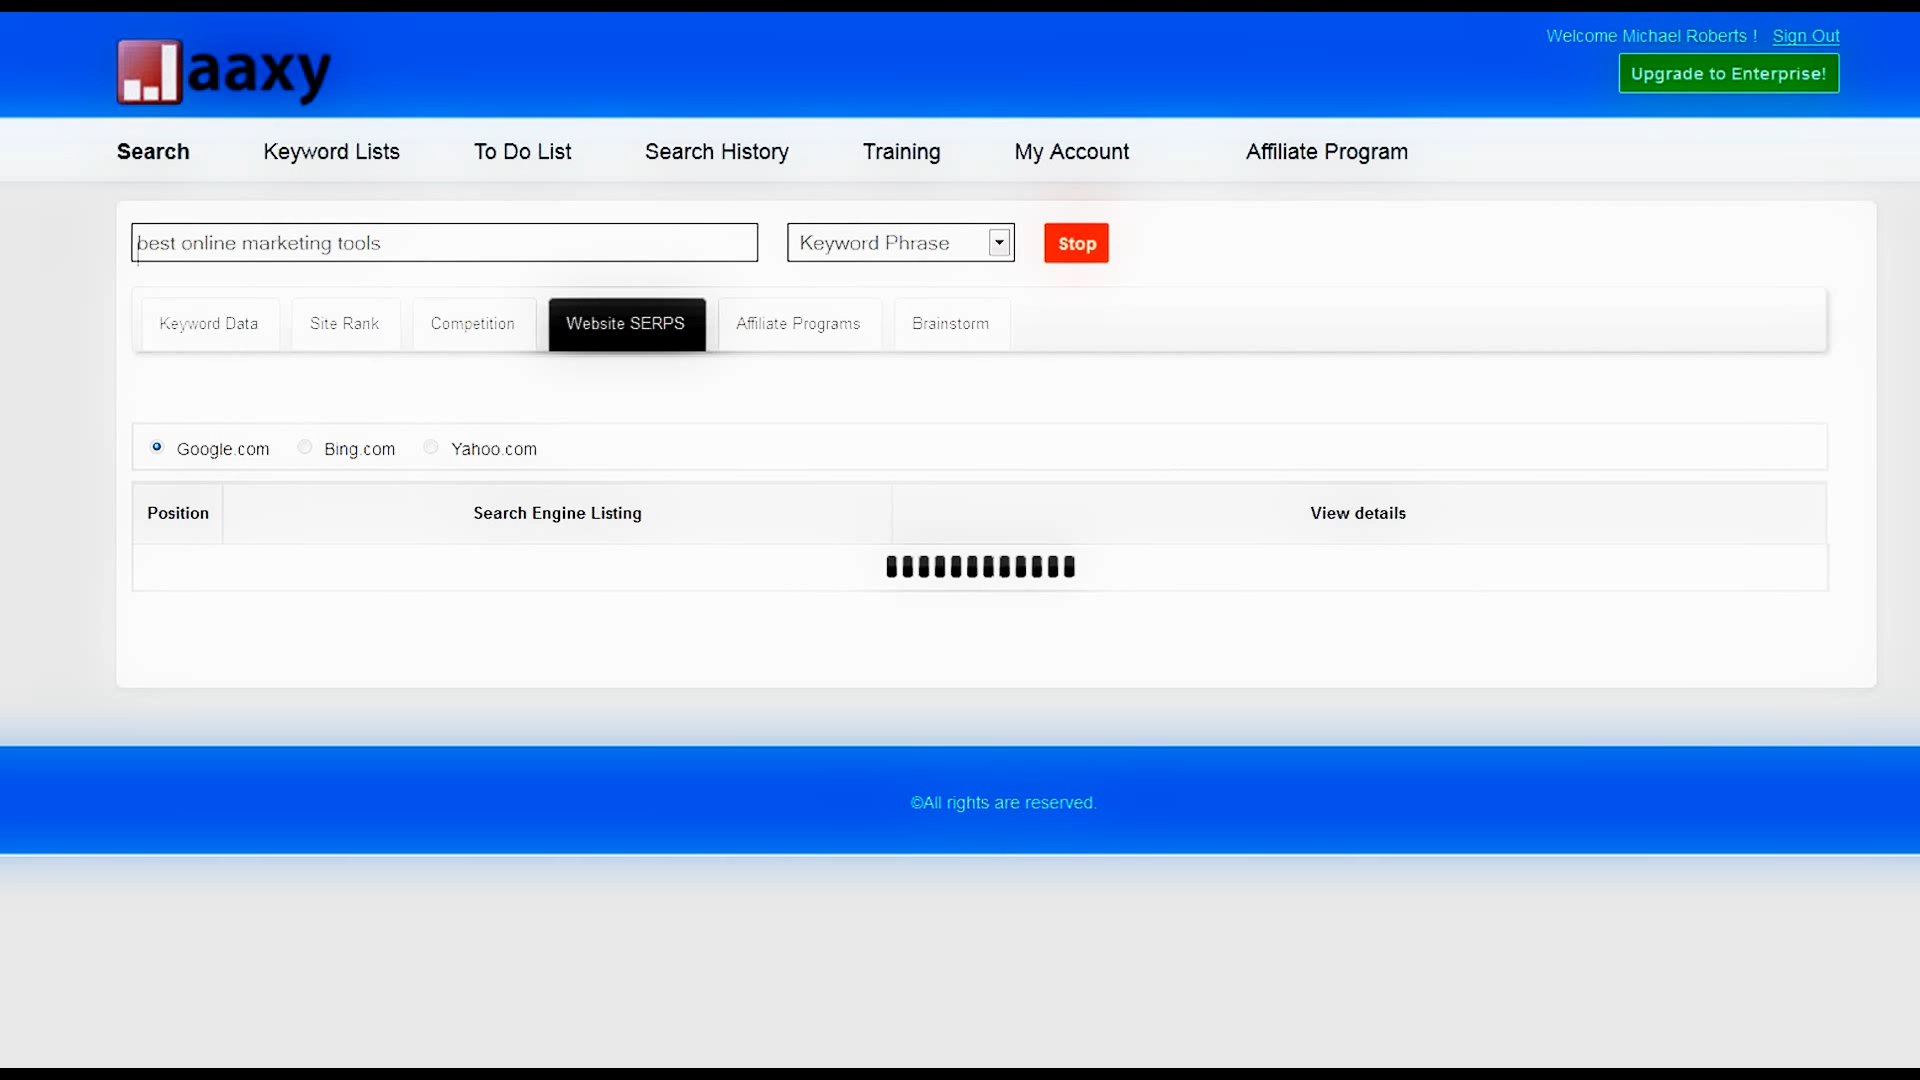 Jaaxy
Welcome Michael Roberts ! Sign Out
Upgrade to Enterprise!
Search Keyword Lists To Do List Search History Training My Account Affiliate Program
best online marketing tools Keyword Phrase Stop
Keyword Data Site Rank Competition Website SERPS Affiliate Programs Brainstorm
Google.com Bing.com Yahoo.com
Position Search Engine Listing View details
©All rights are reserved.